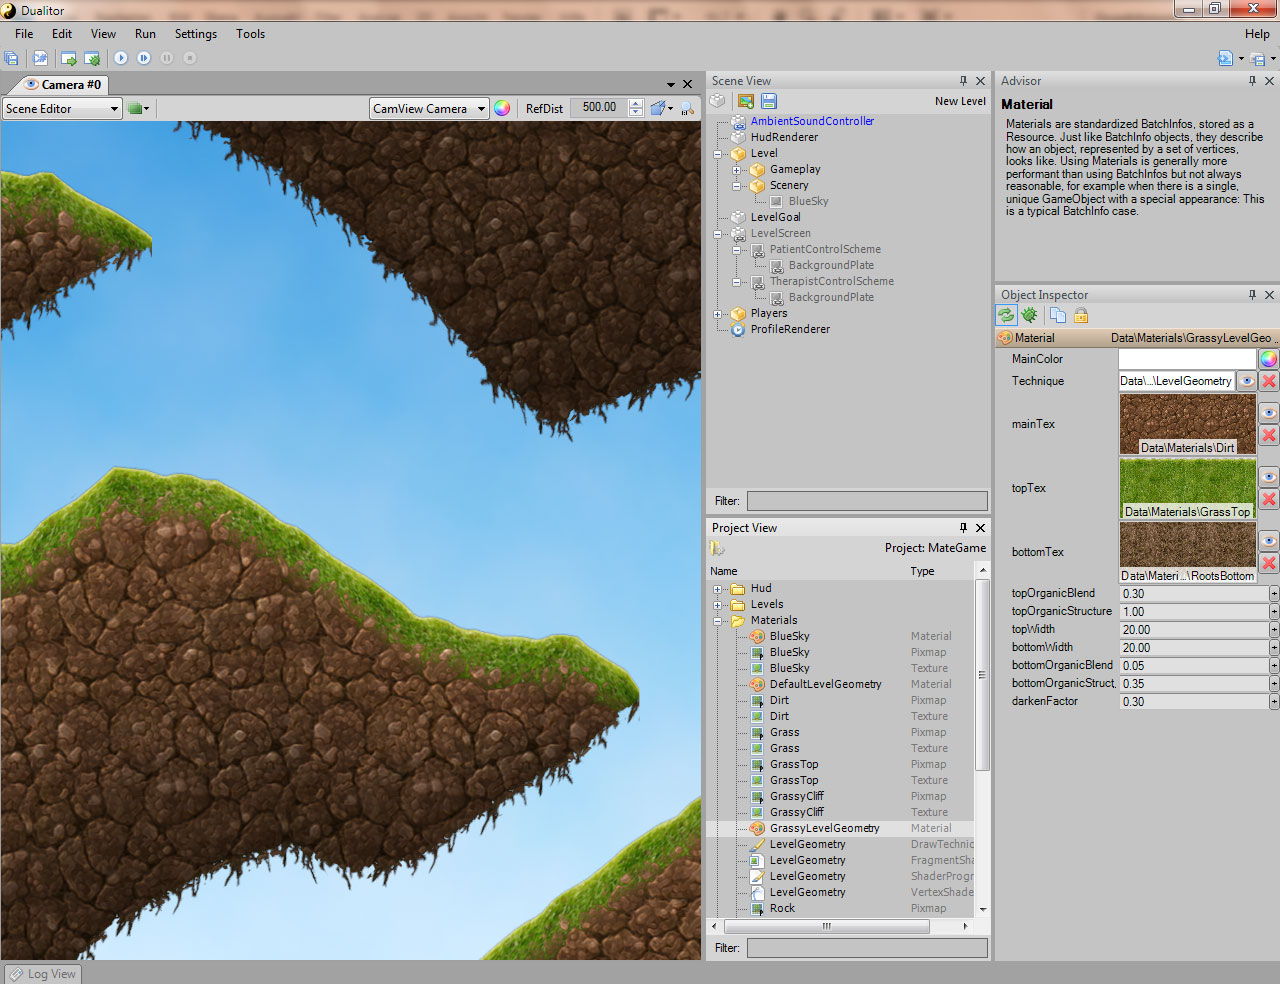 Dualitor
File Edit View Run Settings Tools Help
Camera #0
Scene Editor
CamView Camera
RefDist 500.00
Scene View
New Level
AmbientSoundController
HudRenderer
Level
Gameplay
Scenery
BlueSky
LevelGoal
LevelScreen
PatientControlScheme
BackgroundPlate
TherapistControlScheme
BackgroundPlate
Players
ProfileRenderer
Filter:
Project View
Project: MateGame
Name Type
Hud
Levels
Materials
BlueSky Material
BlueSky Pixmap
BlueSky Texture
DefaultLevelGeometry Material
Dirt Pixmap
Dirt Texture
Grass Pixmap
Grass Texture
GrassTop Pixmap
GrassTop Texture
GrassyCliff Pixmap
GrassyCliff Texture
GrassyLevelGeometry Material
LevelGeometry DrawTechnic
LevelGeometry FragmentSha
LevelGeometry ShaderProgr
LevelGeometry VertexShade
Rock Pixmap
Filter:
Advisor
Material
Materials are standardized BatchInfos, stored as a
Resource. Just like BatchInfo objects, they describe
how an object, represented by a set of vertices,
looks like. Using Materials is generally more
performant than using BatchInfos but not always
reasonable, for example when there is a single,
unique GameObject with a special appearance: This
is a typical BatchInfo case.
Object Inspector
Material Data\Materials\GrassyLevelGeo ..
MainColor
Technique Data\...\LevelGeometry
mainTex
Data\Materials\Dirt
topTex
Data\Materials\GrassTop
bottomTex
Data\Materi...\RootsBottom
topOrganicBlend 0.30
topOrganicStructure 1.00
topWidth 20.00
bottomWidth 20.00
bottomOrganicBlend 0.05
bottomOrganicStruct. 0.35
darkenFactor 0.30
Log View